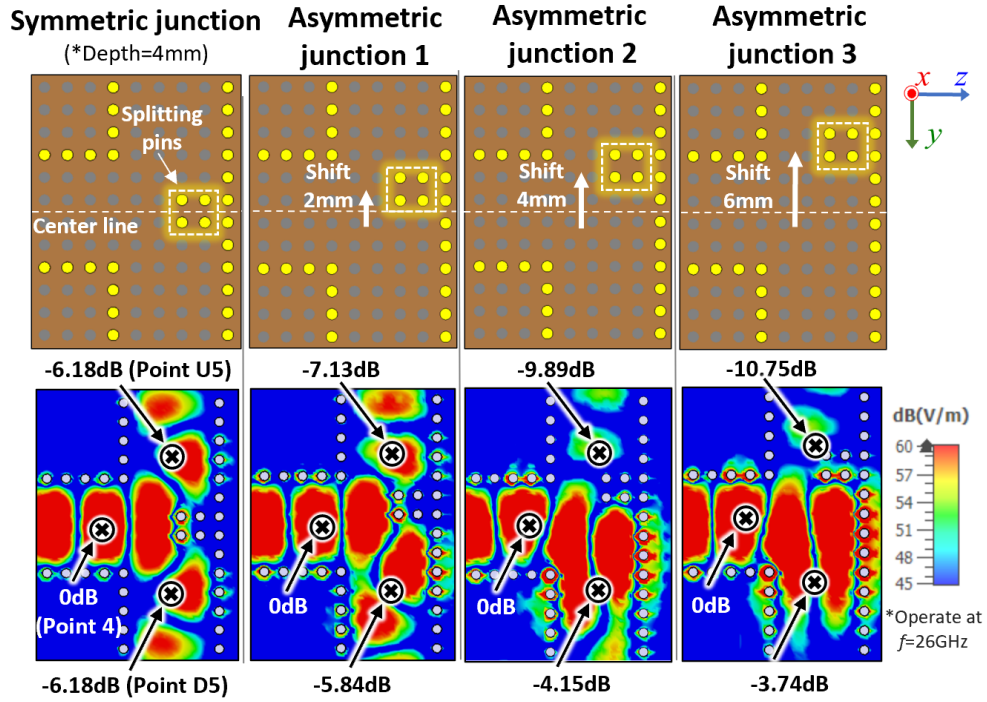 Symmetric junction
(*Depth=4mm)
Asymmetric
junction 1
Asymmetric
junction 2
Asymmetric
junction 3
Splitting
pins
Center line
Shift
2mm
Shift
4mm
Shift
6mm
x
z
y
-6.18dB (Point U5)
-7.13dB
-9.89dB
-10.75dB
0dB
(Point 4)
0dB
0dB
0dB
dB(V/m)
60
57
54
51
48
45
*Operate at
f=26GHz
-6.18dB (Point D5)
-5.84dB
-4.15dB
-3.74dB